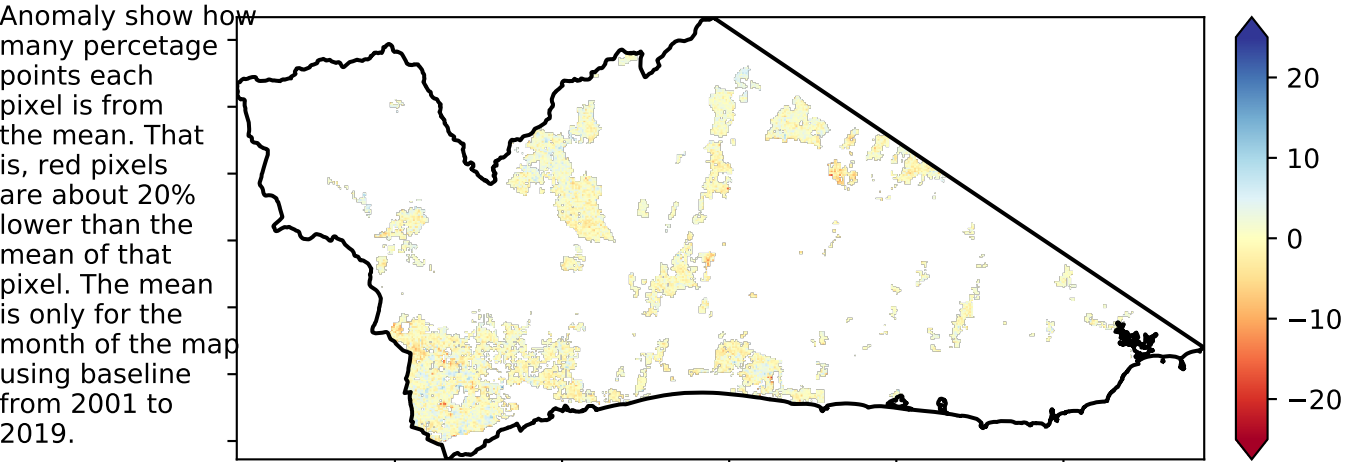 Anomaly show how
many percetage
points each
pixel is from
the mean. That
is, red pixels
are about 20%
lower than the
mean of that
pixel. The mean
is only for the
month of the map
using baseline
from 2001 to
2019.
20
10
0
−10
−20